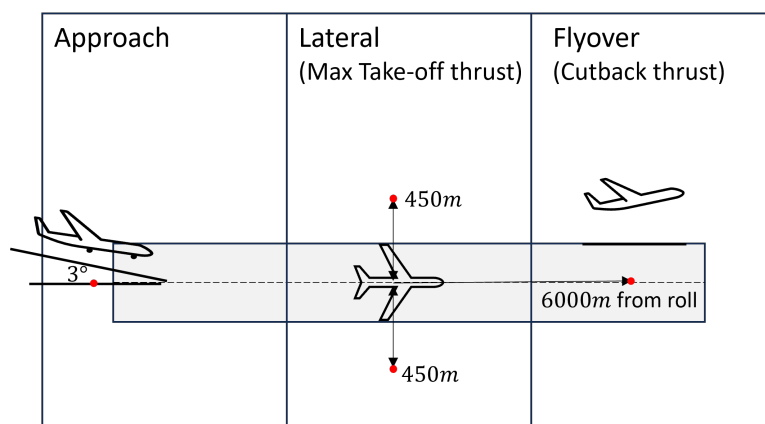 Approach
Lateral
(Max Take-off thrust)
Flyover
(Cutback thrust)
450m
3°
6000m from roll
450m